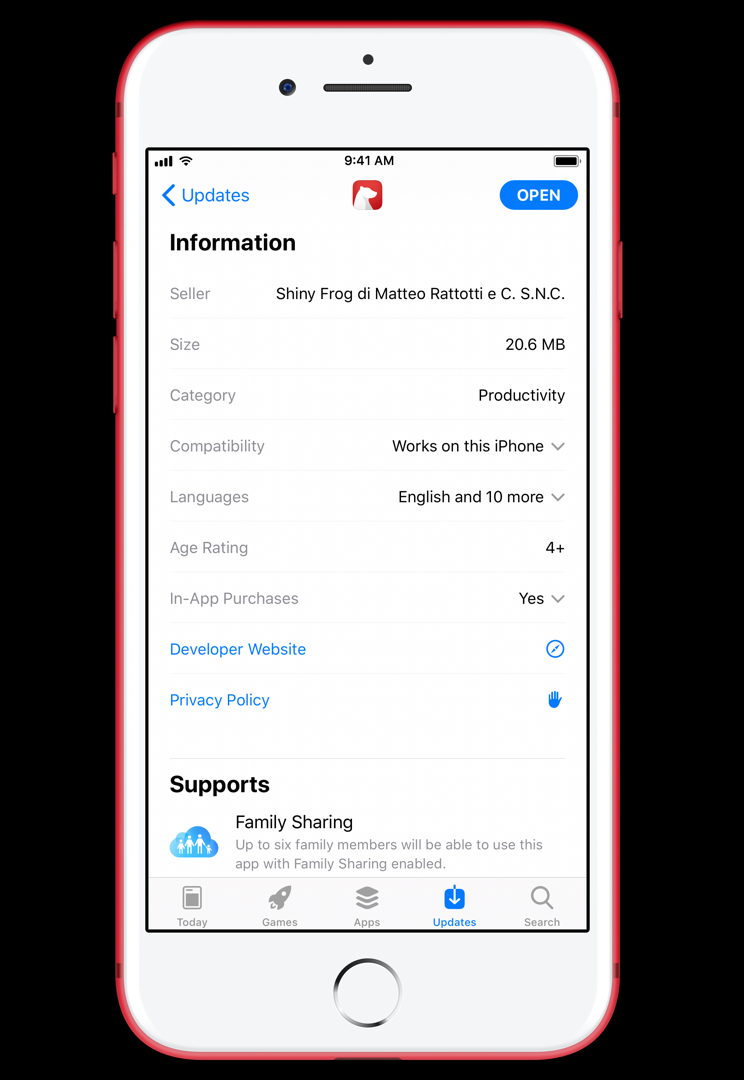 9:41 AM
Updates
OPEN
Information
Seller Shiny Frog di Matteo Rattotti e C. S.N.C.
Size 20.6 MB
Category Productivity
Compatibility Works on this iPhone
Languages English and 10 more
Age Rating 4+
In-App Purchases Yes
Developer Website
Privacy Policy
Supports
Family Sharing
Up to six family members will be able to use this
app with Family Sharing enabled.
Today Games Apps Updates Search